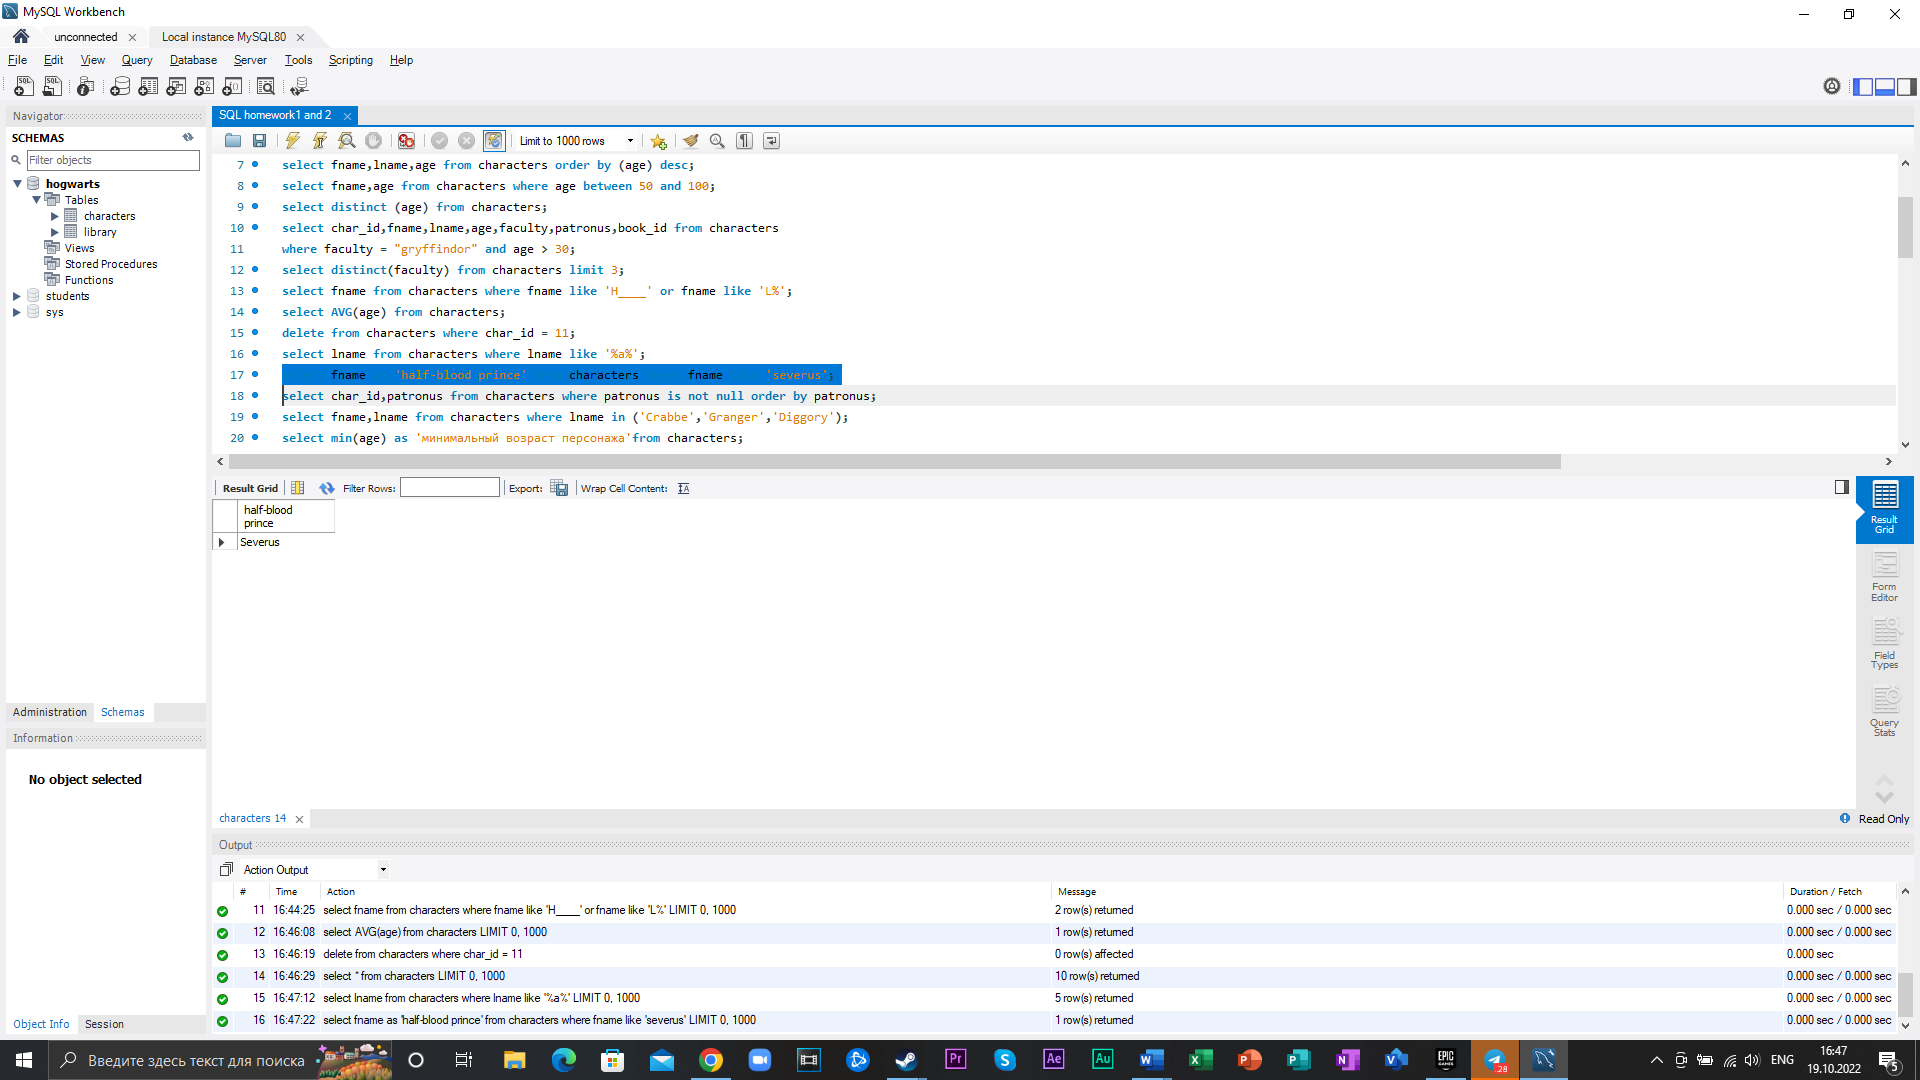 MySQL Workbench
unconnected
Local instance MySQL80
File Edit View Query Database Server Tools Scripting Help
Navigator
SCHEMAS
Filter objects
hogwarts
Tables
characters
library
Views
Stored Procedures
Functions
students
sys
Administration Schemas
Information
No object selected
Object Info Session
SQL homework1 and 2
Limit to 1000 rows
7 select fname,lname,age from characters order by (age) desc;
8 select fname,age from characters where age between 50 and 100;
9 select distinct (age) from characters;
10 select char_id,fname,lname,age,faculty,patronus,book_id from characters
11 where faculty = "gryffindor" and age > 30;
12 select distinct(faculty) from characters limit 3;
13 select fname from characters where fname like 'H____' or fname like 'L%';
14 select AVG(age) from characters;
15 delete from characters where char_id = 11;
16 select lname from characters where lname like '%a%';
17 fname 'half-blood prince' characters fname 'severus';
18 select char_id,patronus from characters where patronus is not null order by patronus;
19 select fname,lname from characters where lname in ('Crabbe','Granger','Diggory');
20 select min(age) as 'минимальный возраст персонажа'from characters;
Result Grid Filter Rows: Export: Wrap Cell Content:
half-blood
prince
Severus
Result
Grid
Form
Editor
Field
Types
Query
Stats
characters 14
Read Only
Output
Action Output
# Time Action Message Duration / Fetch
11 16:44:25 select fname from characters where fname like 'H____' or fname like 'L%' LIMIT 0, 1000 2 row(s) returned 0.000 sec / 0.000 sec
12 16:46:08 select AVG(age) from characters LIMIT 0, 1000 1 row(s) returned 0.000 sec / 0.000 sec
13 16:46:19 delete from characters where char_id = 11 0 row(s) affected 0.000 sec
14 16:46:29 select * from characters LIMIT 0, 1000 10 row(s) returned 0.000 sec / 0.000 sec
15 16:47:12 select lname from characters where lname like '%a%' LIMIT 0, 1000 5 row(s) returned 0.000 sec / 0.000 sec
16 16:47:22 select fname as 'half-blood prince' from characters where fname like 'severus' LIMIT 0, 1000 1 row(s) returned 0.000 sec / 0.000 sec
Введите здесь текст для поиска
ENG
16:47
19.10.2022
5